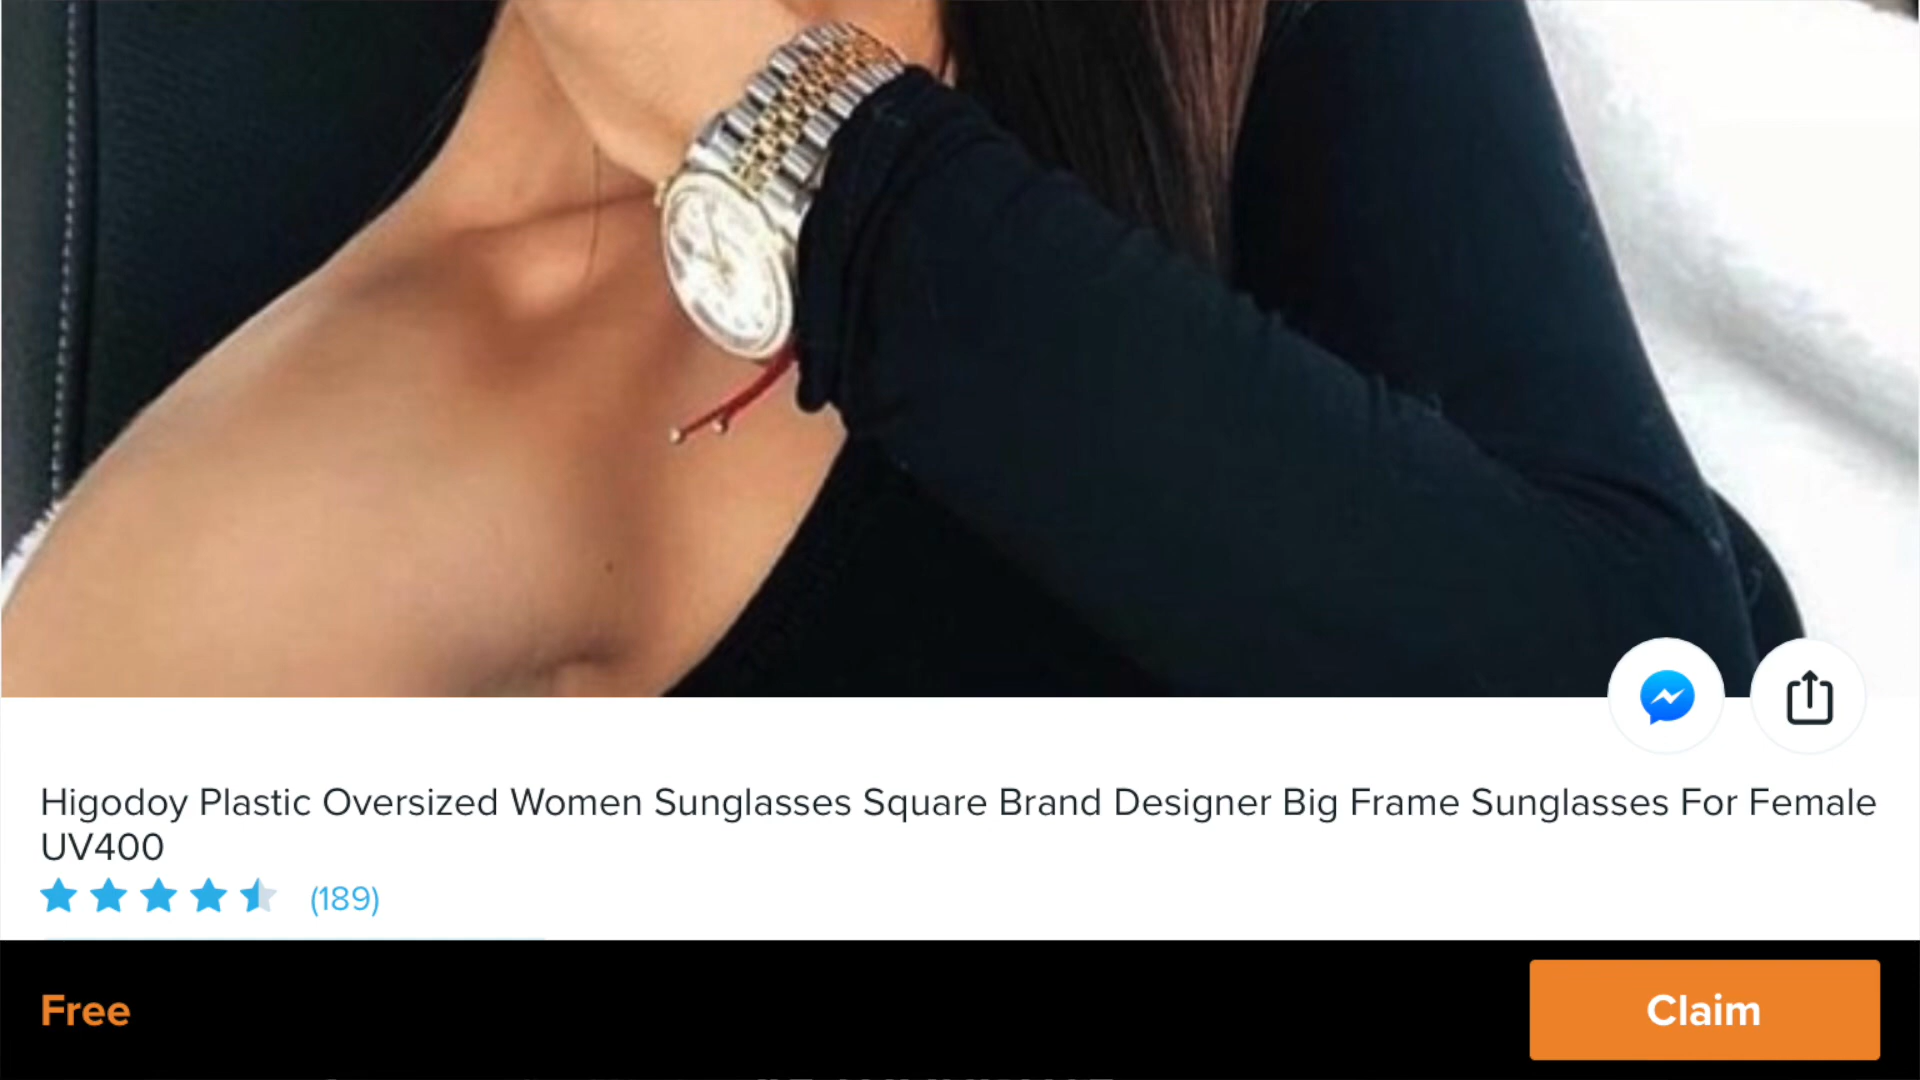 Higodoy Plastic Oversized Women Sunglasses Square Brand Designer Big Frame Sunglasses For Female
UV400
(189)
Free
Claim